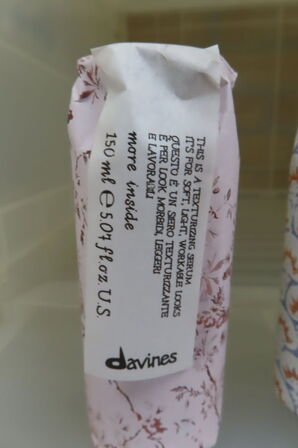 THIS IS A TEXTURIZING SERUM
IT'S FOR SOFT, LIGHT, WORKABLE LOOKS
QUESTO È UN SIERO TEXTURIZZANTE
È PER LOOK MORBIDI, LEGGERI
E LAVORABILI
more inside
150 ml e 5.07 fl oz U.S.
davines